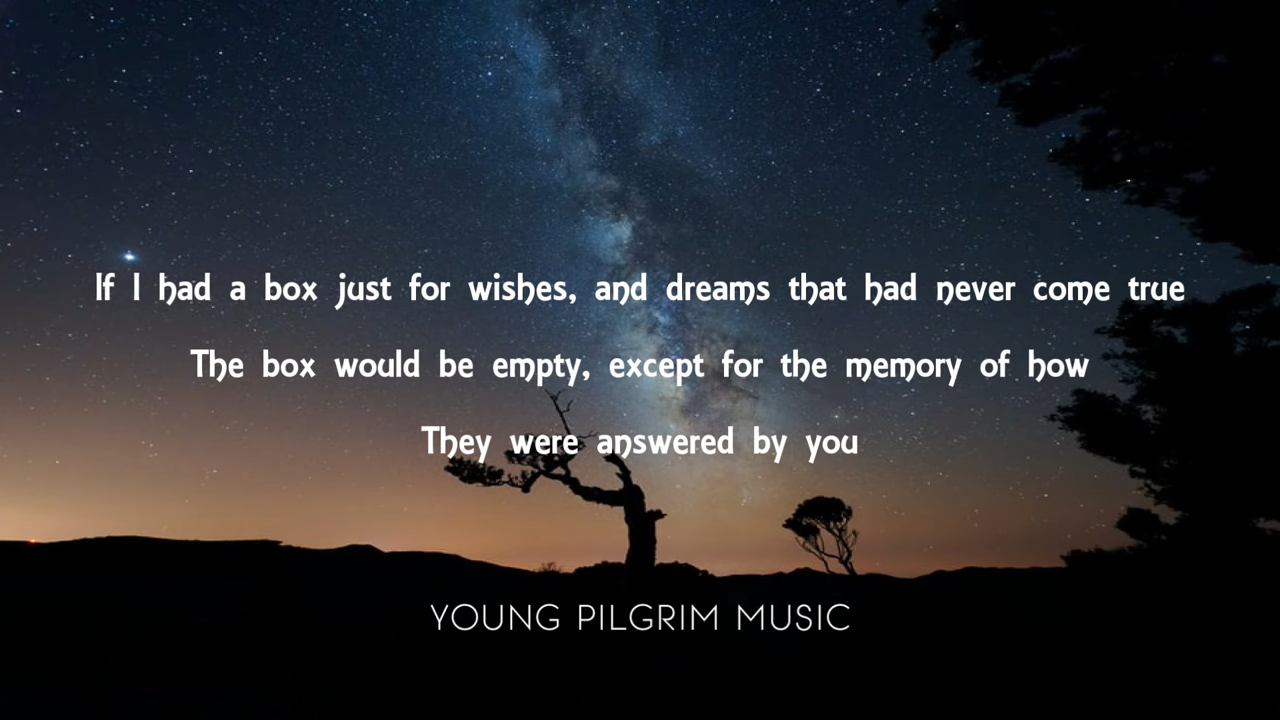 If I had a box just for wishes, and dreams that had never come true
The box would be empty, except for the memory of how
They were answered by you
YOUNG PILGRIM MUSIC